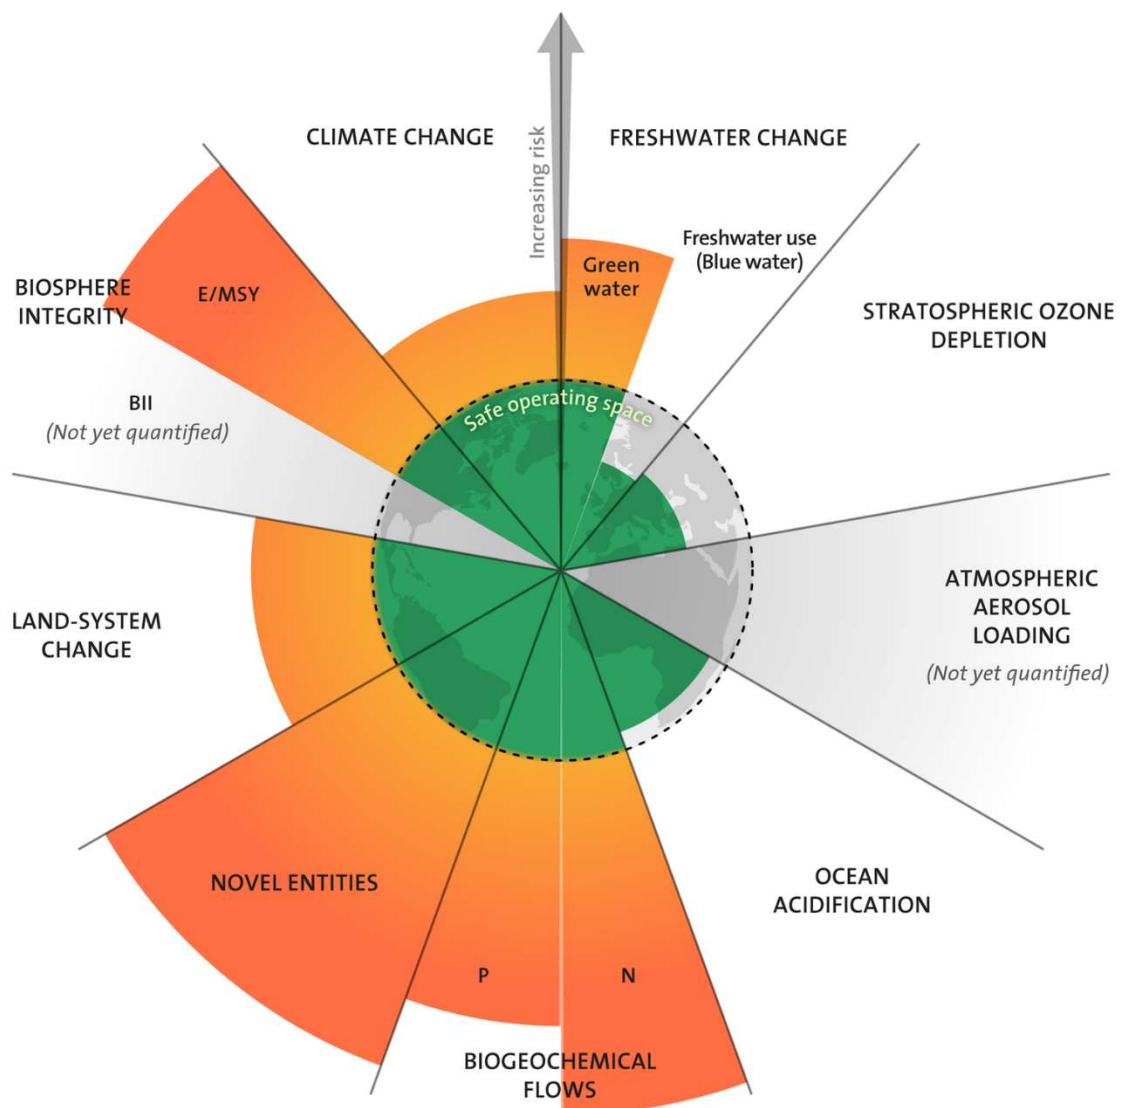 CLIMATE CHANGE
Increasing risk
FRESHWATER CHANGE
Green
water
Freshwater use
(Blue water)
STRATOSPHERIC OZONE
DEPLETION
ATMOSPHERIC
AEROSOL
LOADING
(Not yet quantified)
OCEAN
ACIDIFICATION
N
P
BIOGEOCHEMICAL
FLOWS
NOVEL ENTITIES
LAND-SYSTEM
CHANGE
BIOSPHERE
INTEGRITY
E/MSY
BII
(Not yet quantified)
Safe operating space